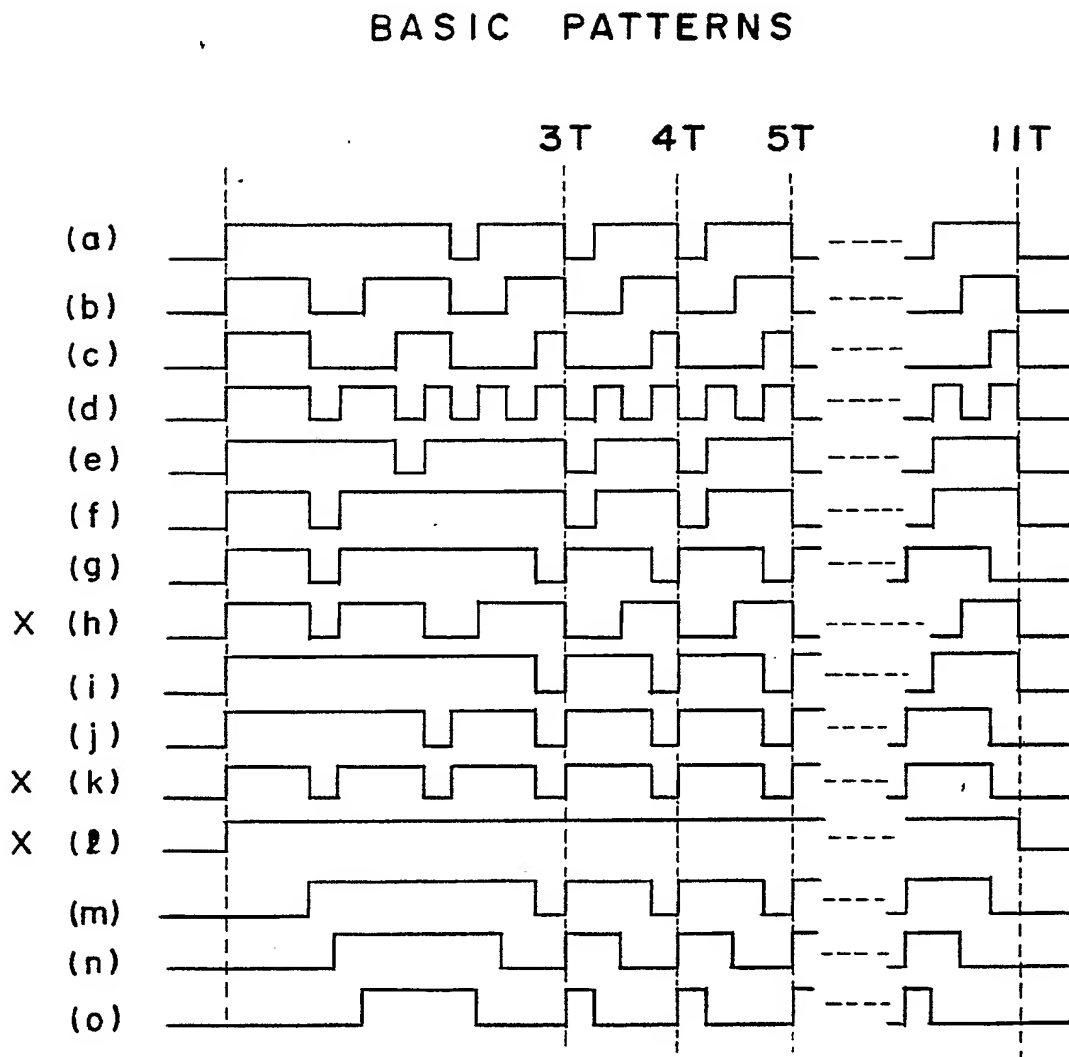 BASIC PATTERNS
3T 4T 5T 11T
(a)
(b)
(c)
(d)
(e)
(f)
(g)
X (h)
(i)
(j)
X (k)
X (ℓ)
(m)
(n)
(o)